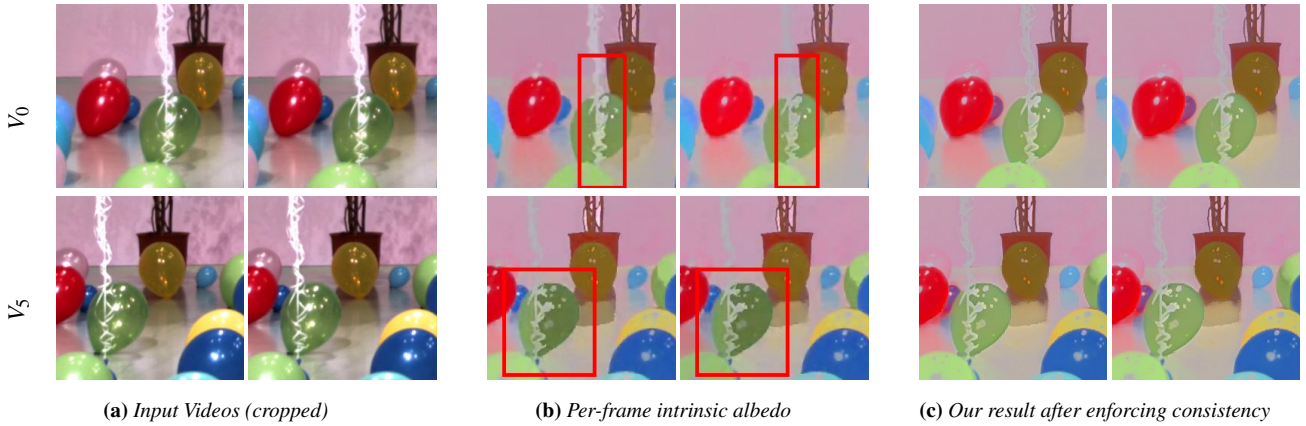 V0
V5
(a) Input Videos (cropped)
(b) Per-frame intrinsic albedo
(c) Our result after enforcing consistency